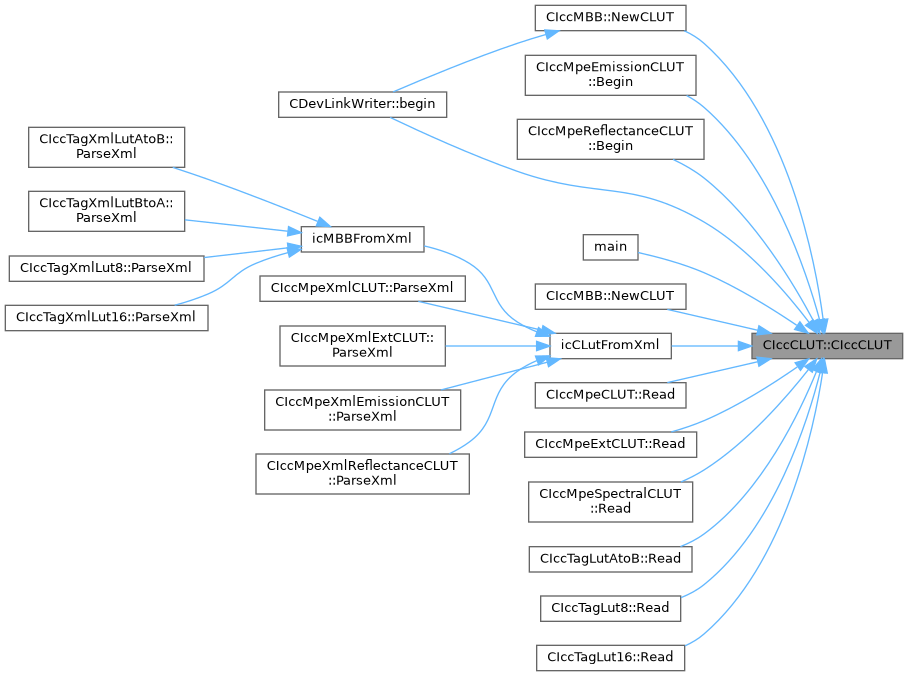 CIccMBB::NewCLUT
CIccMpeEmissionCLUT
::Begin
CDevLinkWriter::begin
CIccMpeReflectanceCLUT
::Begin
CIccTagXmlLutAtoB::
ParseXml
CIccTagXmlLutBtoA::
ParseXml
icMBBFromXml
main
CIccTagXmlLut8::ParseXml
CIccMpeXmlCLUT::ParseXml
CIccMBB::NewCLUT
CIccTagXmlLut16::ParseXml
CIccMpeXmlExtCLUT::
ParseXml
icCLutFromXml
CIccCLUT::CIccCLUT
CIccMpeCLUT::Read
CIccMpeXmlEmissionCLUT
::ParseXml
CIccMpeExtCLUT::Read
CIccMpeXmlReflectanceCLUT
::ParseXml
CIccMpeSpectralCLUT
::Read
CIccTagLutAtoB::Read
CIccTagLut8::Read
CIccTagLut16::Read